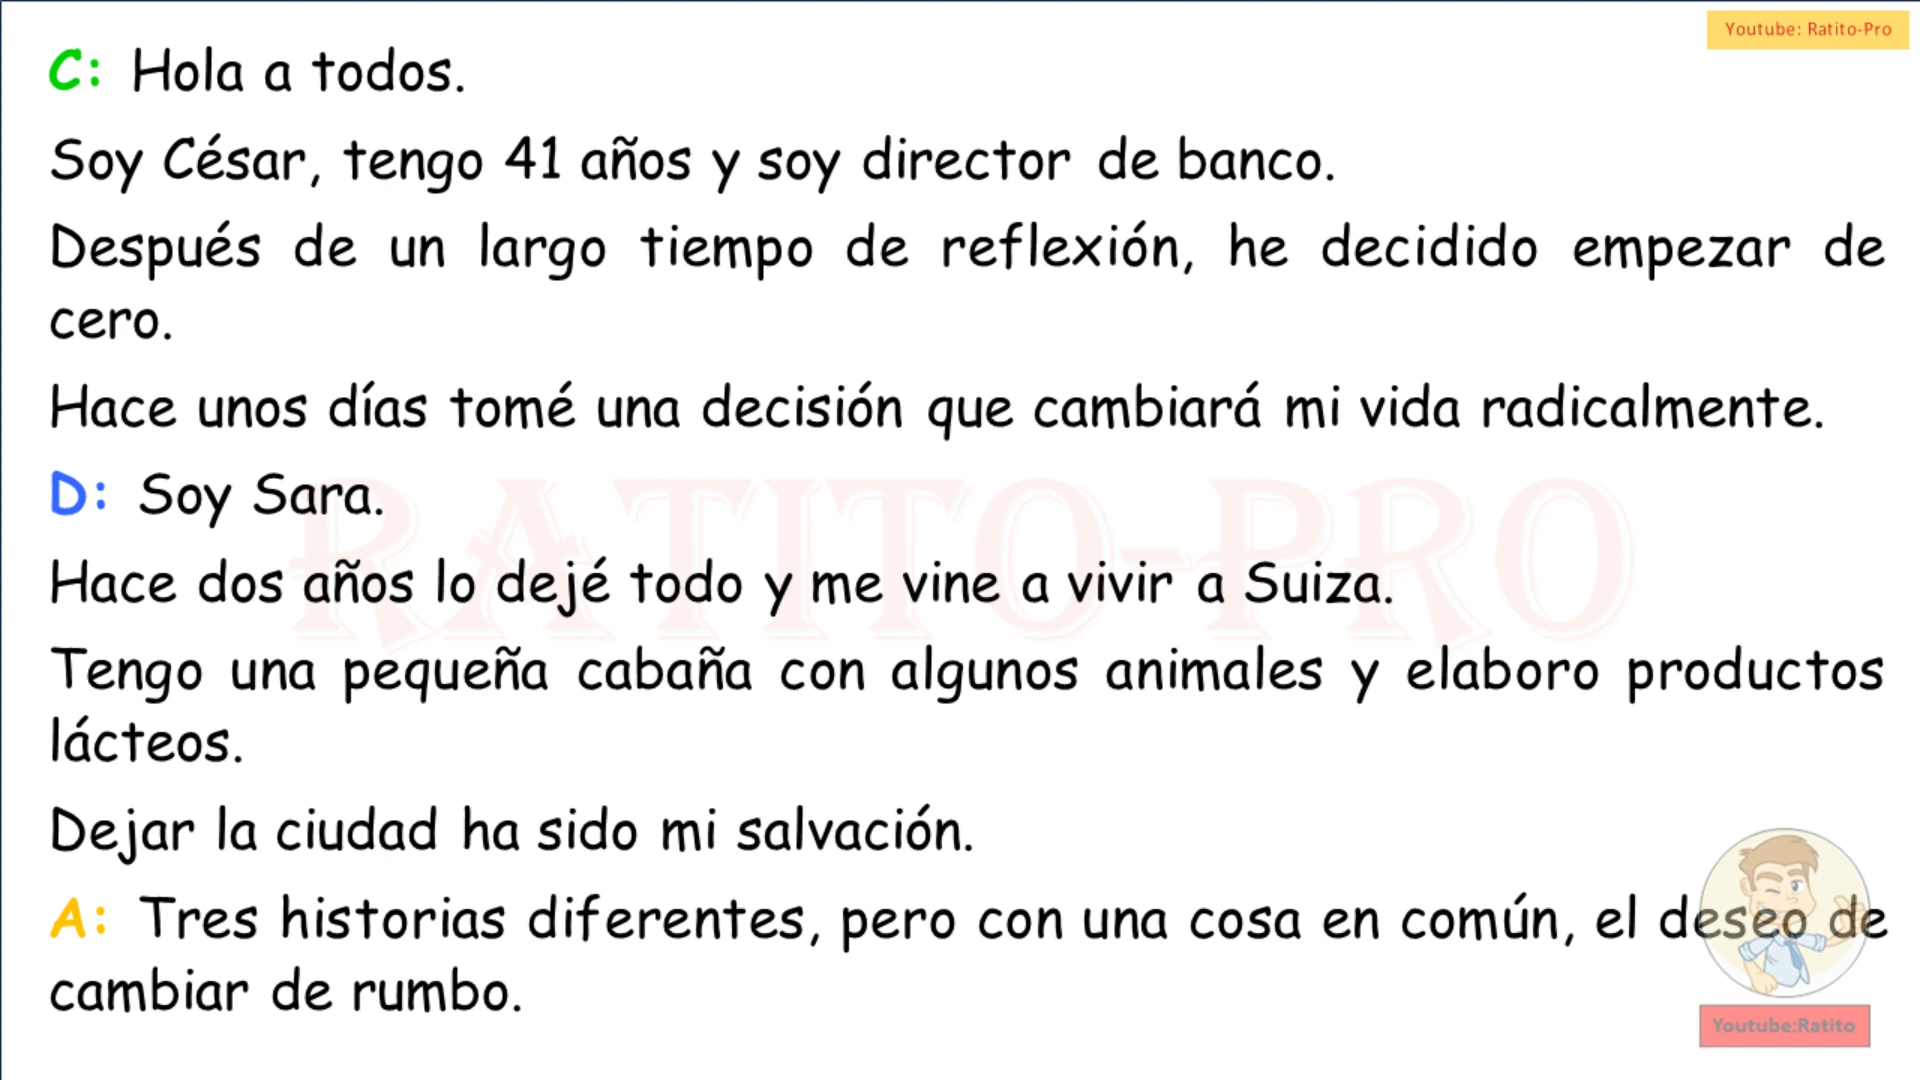 Youtube: Ratito-Pro
C: Hola a todos.
Soy César, tengo 41 años y soy director de banco.
Después de un largo tiempo de reflexión, he decidido empezar de
cero.
Hace unos días tomé una decisión que cambiará mi vida radicalmente.
RATITO-PRO
D: Soy Sara.
Hace dos años lo dejé todo y me vine a vivir a Suiza.
Tengo una pequeña cabaña con algunos animales y elaboro productos
lácteos.
Dejar la ciudad ha sido mi salvación.
A: Tres historias diferentes, pero con una cosa en común, el deseo de
cambiar de rumbo.
Youtube:Ratito